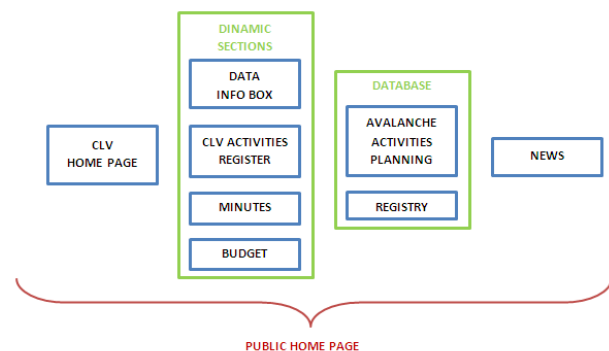 CLV
HOME PAGE
DINAMIC
SECTIONS
DATA
INFO BOX
CLV ACTIVITIES
REGISTER
MINUTES
BUDGET
DATABASE
AVALANCHE
ACTIVITIES
PLANNING
REGISTRY
NEWS
PUBLIC HOME PAGE